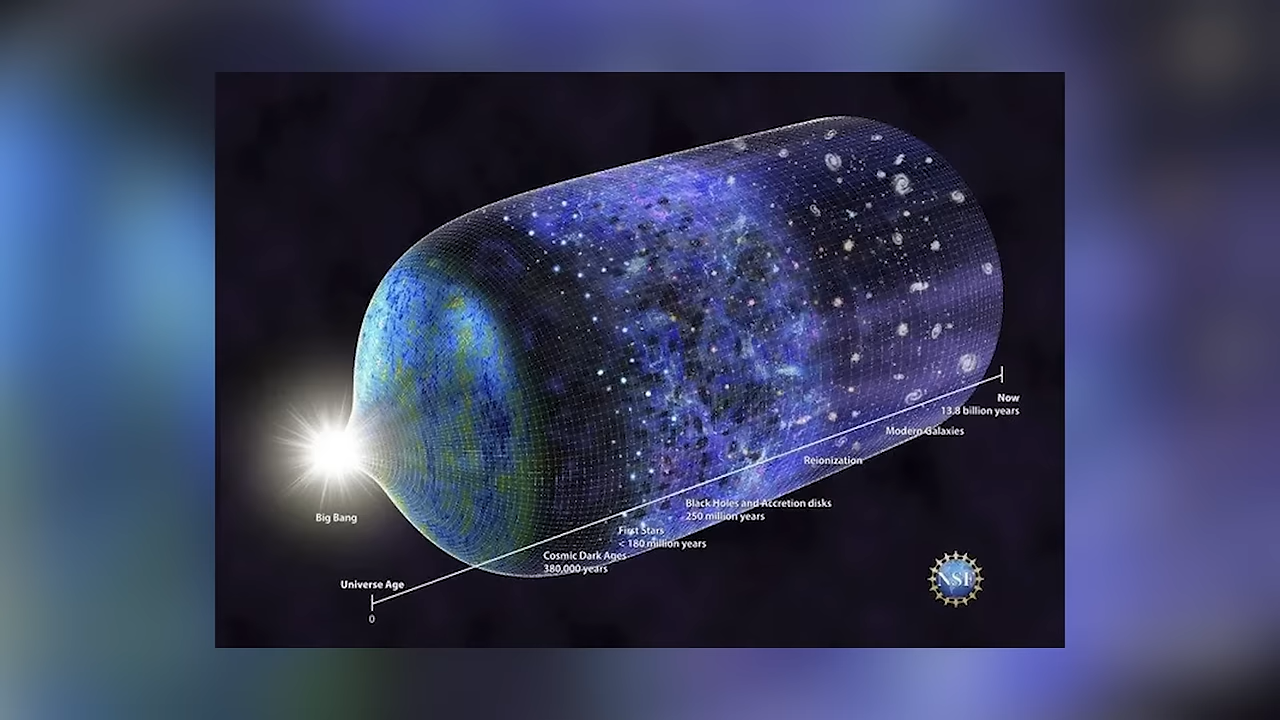 Big Bang
Universe Age
0
Cosmic Dark Ages
380,000 years
First Stars
< 180 million years
Black Holes and Accretion disks
250 million years
Reionization
Modern Galaxies
Now
13.8 billion years
NSF